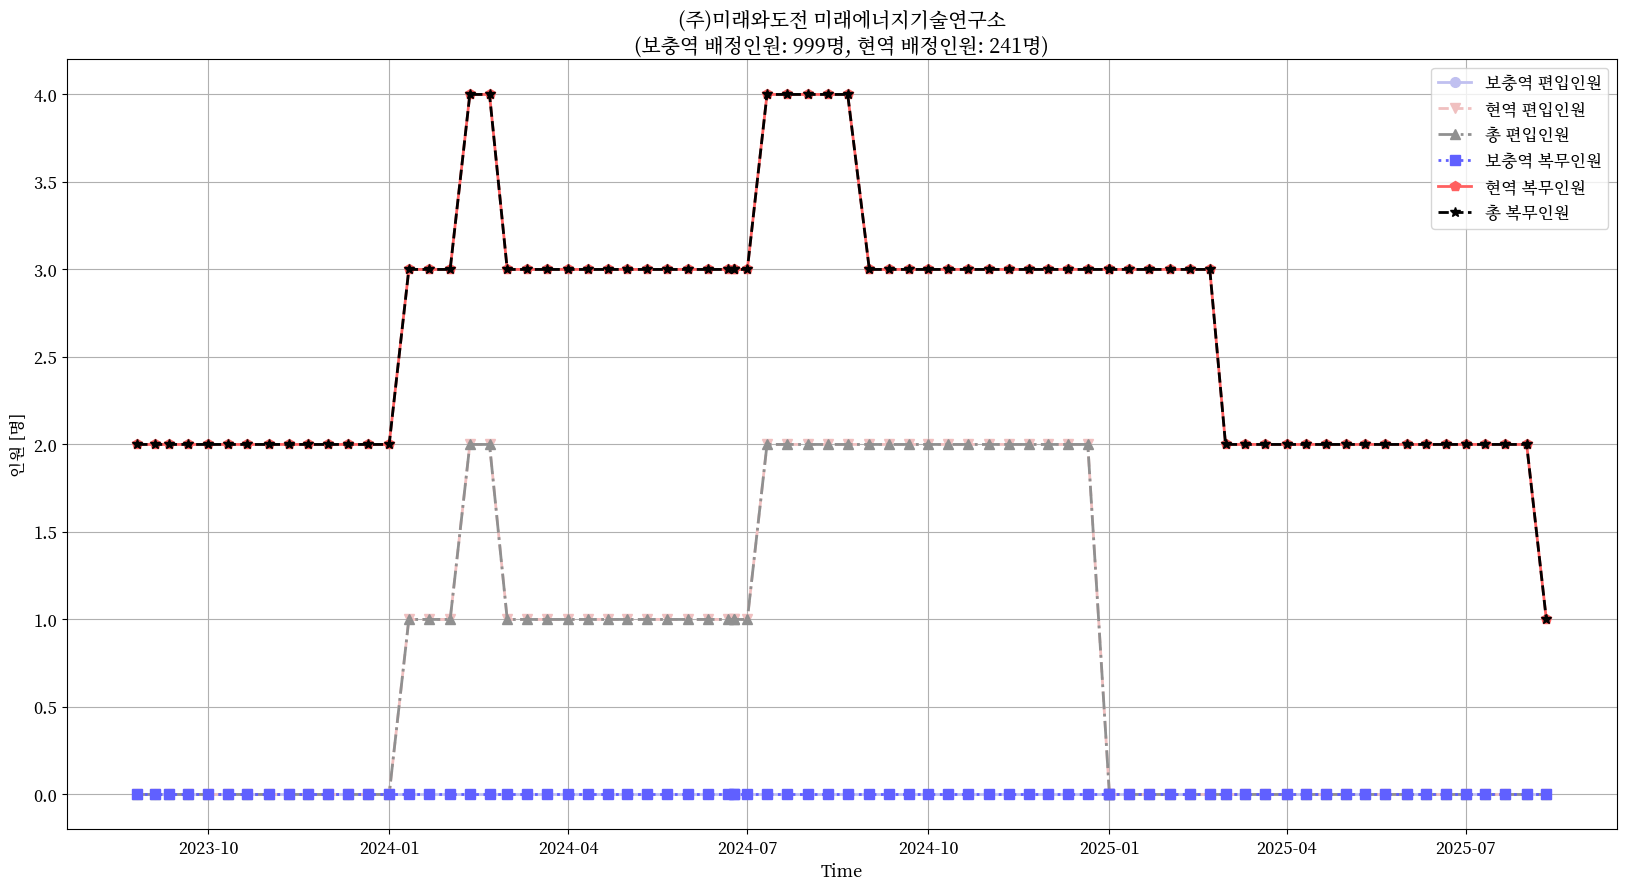 (주)미래와도전 미래에너지기술연구소
(보충역 배정인원: 999명, 현역 배정인원: 241명)
보충역 편입인원
현역 편입인원
총 편입인원
보충역 복무인원
현역 복무인원
총 복무인원
4.0
3.5
3.0
2.5
2.0
1.5
1.0
0.5
0.0
인원 [명]
2023-10
2024-01
2024-04
2024-07
2024-10
2025-01
2025-04
2025-07
Time